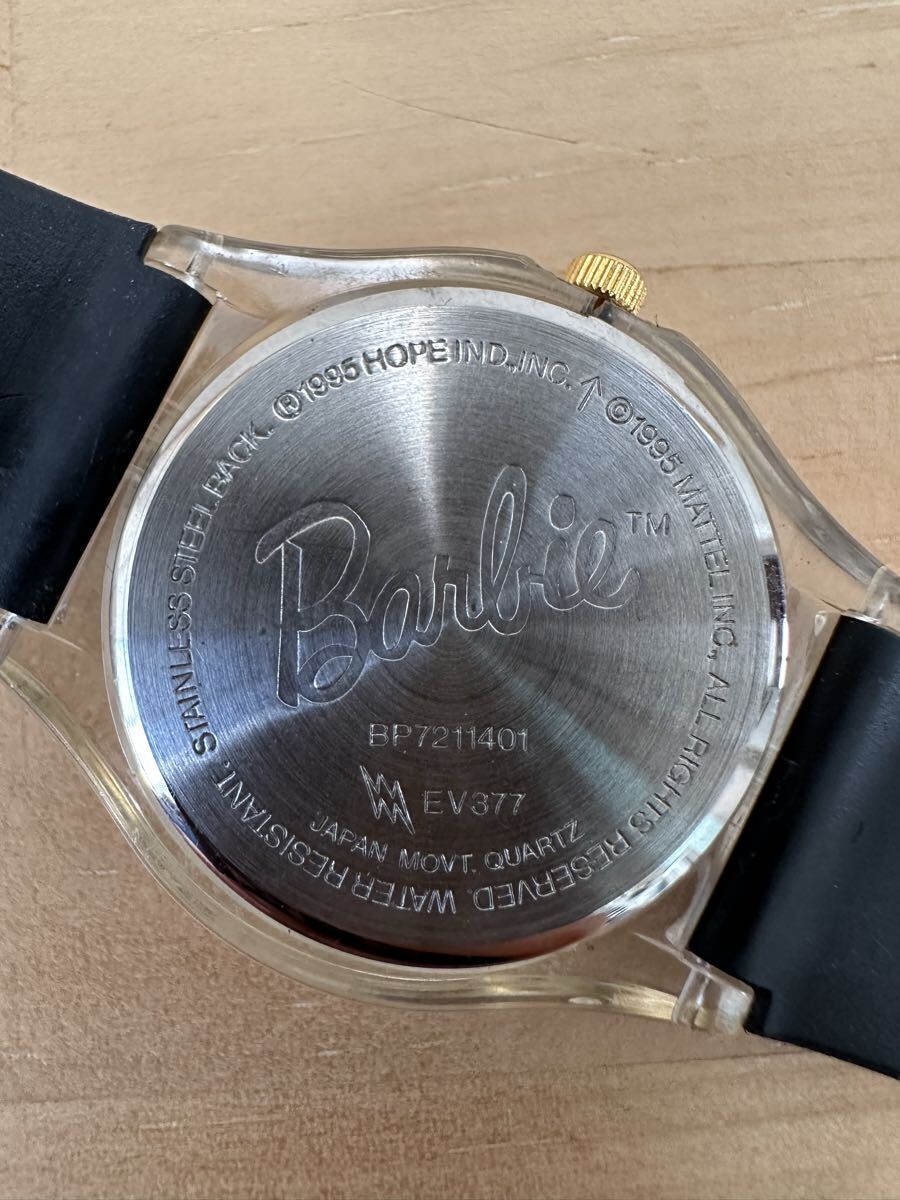 Barbie™
BP7211401
EV377
JAPAN MOVT. QUARTZ
®1995 HOPE IND., INC. ↑ ©1995 MATTEL INC., ALL RIGHTS RESERVED. WATER RESISTANT. STAINLESS STEEL BACK.